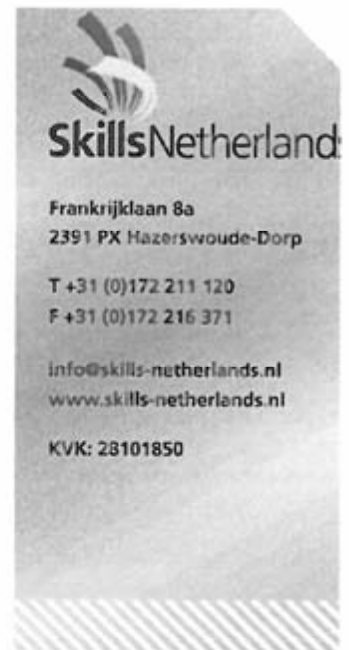 SkillsNetherland
Frankrijklaan 8a
2391 PX Hazerswoude-Dorp
T +31 (0)172 211 120
F +31 (0)172 216 371
info@skills-netherlands.nl
www.skills-netherlands.nl
KVK: 28101850